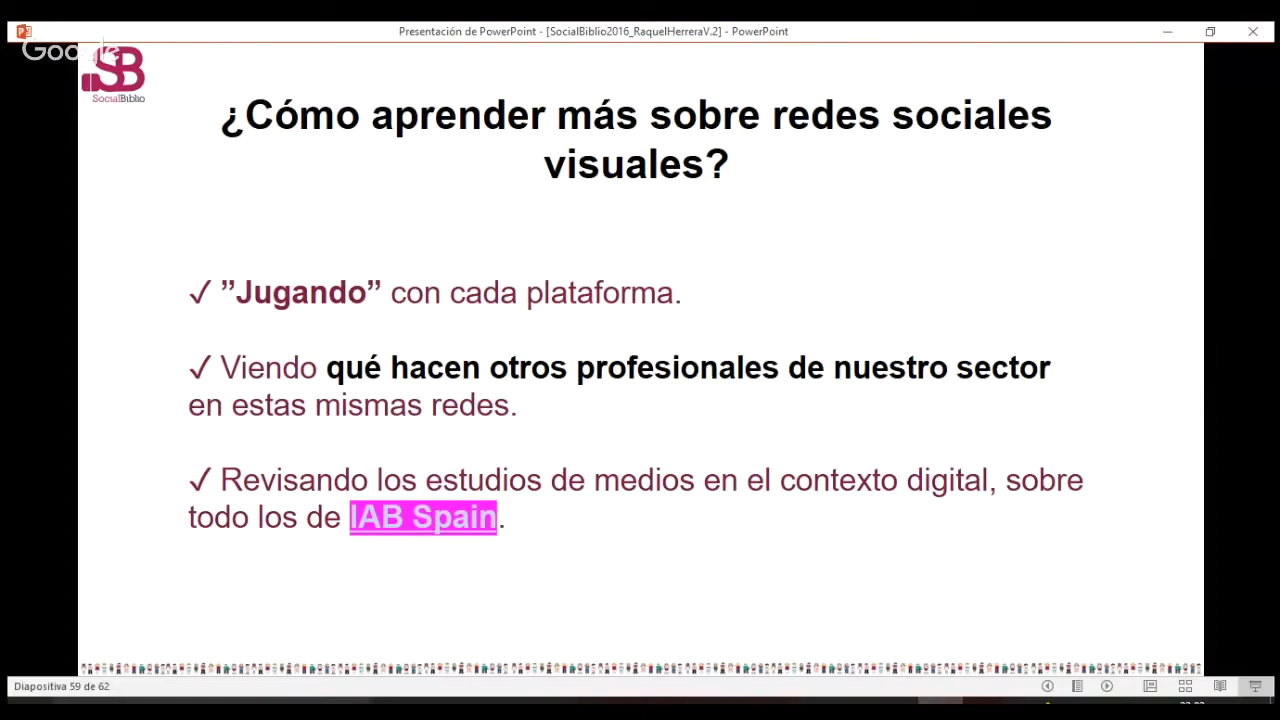 Presentación de PowerPoint - [SocialBiblio2016_RaquelHerreraV.2] - PowerPoint
Google
SB
SocialBiblio
¿Cómo aprender más sobre redes sociales
visuales?
✓ ”Jugando” con cada plataforma.
✓ Viendo qué hacen otros profesionales de nuestro sector
en estas mismas redes.
✓ Revisando los estudios de medios en el contexto digital, sobre
todo los de IAB Spain.
Diapositiva 59 de 62